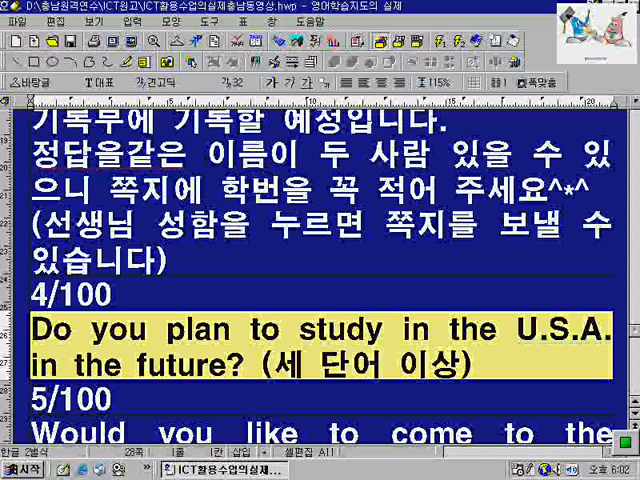 D:\충남원격연수\ICT원고\ICT활용수업의실제충남동영상.hwp - 영어학습지도의 실제
파일 편집 보기 입력 모양 도구 표 창 도움말
바탕글 대표 견고딕 32 가 가 가 115% 폭맞춤
기록부에 기록할 예정입니다.
정답을같은 이름이 두 사람 있을 수 있
으니 쪽지에 학번을 꼭 적어 주세요^*^
(선생님 성함을 누르면 쪽지를 보낼 수
있습니다)
4/100
Do you plan to study in the U.S.A.
in the future? (세 단어 이상)
5/100
Would you like to come to the
한글 2벌식 28쪽 1줄 1칸 삽입 셀편집 A11
시작 ICT활용수업의실제... 오후 6:02